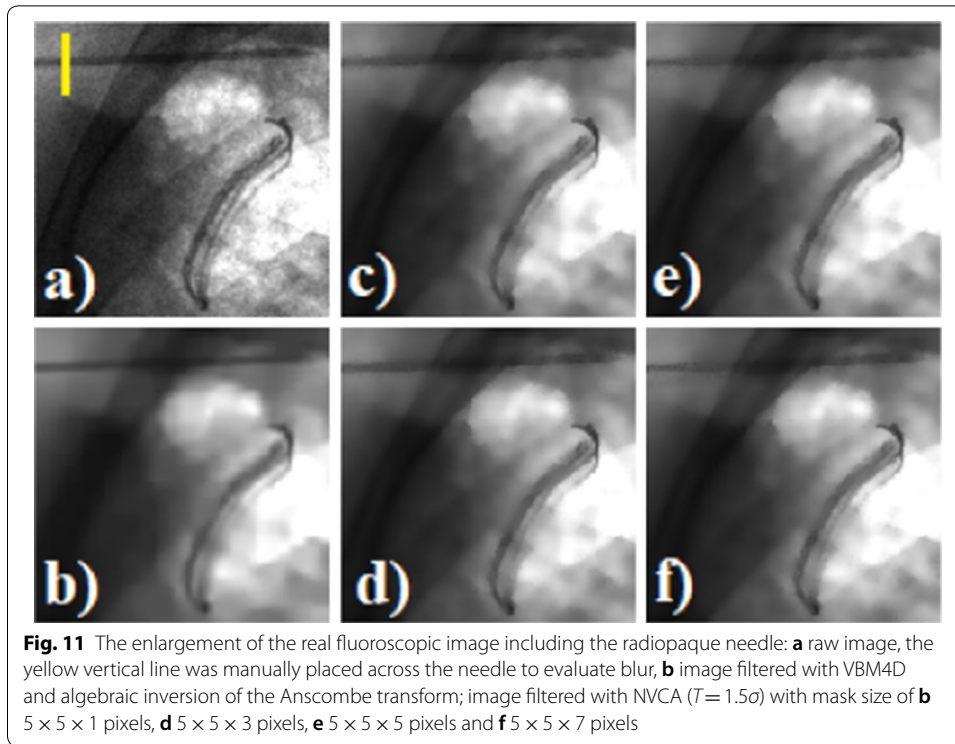 a)
c)
e)
b)
d)
f)
Fig. 11 The enlargement of the real fluoroscopic image including the radiopaque needle: a raw image, the
yellow vertical line was manually placed across the needle to evaluate blur, b image filtered with VBM4D
and algebraic inversion of the Anscombe transform; image filtered with NVCA (T = 1.5σ) with mask size of b
5 × 5 × 1 pixels, d 5 × 5 × 3 pixels, e 5 × 5 × 5 pixels and f 5 × 5 × 7 pixels